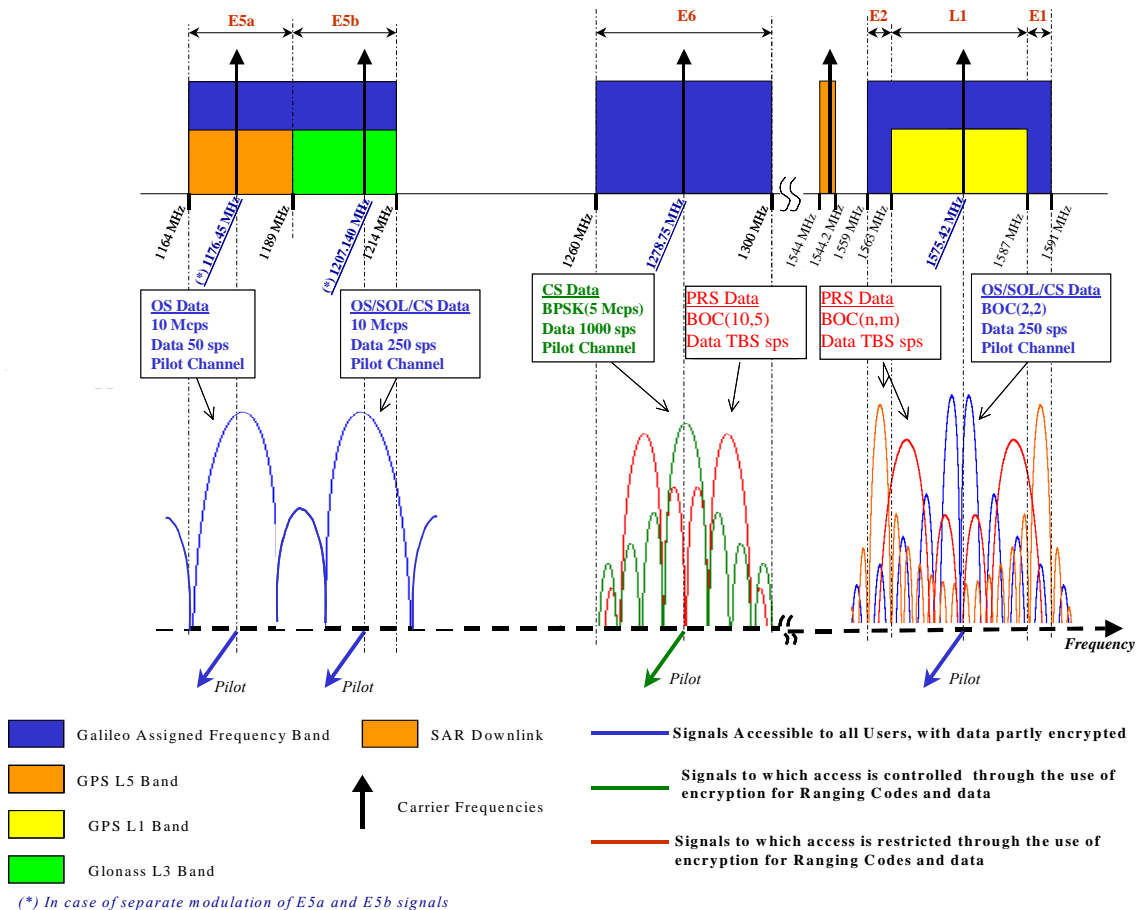 E5a
E5b
E6
E2
L1
E1
1164 MHz
(*) 1176.45 MHz
1189 MHz
(*) 1207.140 MHz
1214 MHz
1260 MHz
1278.75 MHz
1300 MHz
1544 MHz
1544.2 MHz
1559 MHz
1563 MHz
1575.42 MHz
1587 MHz
1591 MHz
OS Data
10 Mcps
Data 50 sps
Pilot Channel
OS/SOL/CS Data
10 Mcps
Data 250 sps
Pilot Channel
CS Data
BPSK(5 Mcps)
Data 1000 sps
Pilot Channel
PRS Data
BOC(10,5)
Data TBS sps
PRS Data
BOC(n,m)
Data TBS sps
OS/SOL/CS Data
BOC(2,2)
Data 250 sps
Pilot Channel
Frequency
Pilot
Pilot
Pilot
Pilot
Galileo Assigned Frequency Band
GPS L5 Band
GPS L1 Band
Glonass L3 Band
SAR Downlink
Carrier Frequencies
Signals Accessible to all Users, with data partly encrypted
Signals to which access is controlled through the use of
encryption for Ranging Codes and data
Signals to which access is restricted through the use of
encryption for Ranging Codes and data
(*) In case of separate modulation of E5a and E5b signals